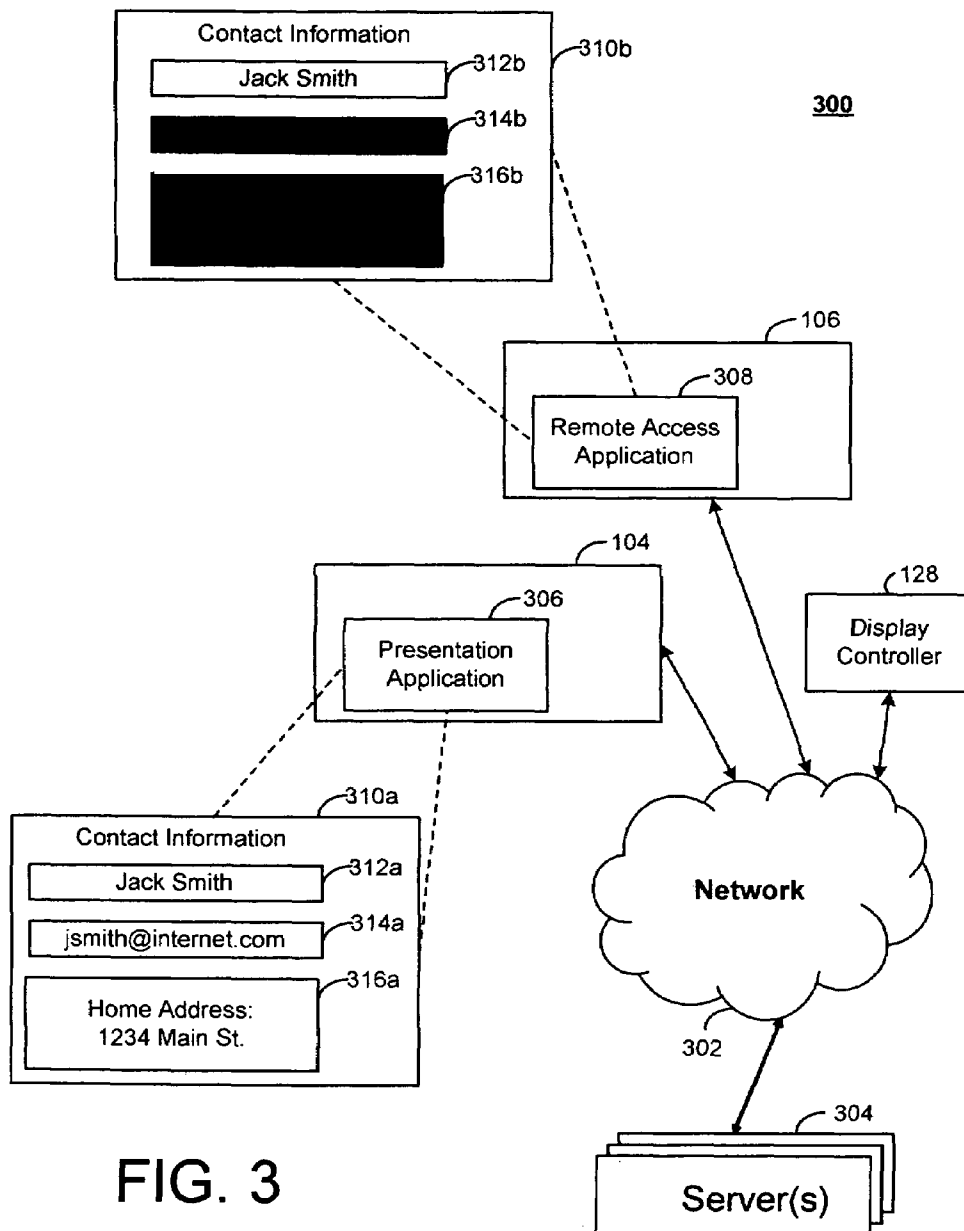 Contact Information
310b
Jack Smith
312b
300
314b
316b
106
308
Remote Access
Application
104
306
Presentation
Application
128
Display
Controller
310a
Contact Information
Jack Smith
312a
jsmith@internet.com
314a
Home Address:
1234 Main St.
316a
Network
302
304
Server(s)
FIG. 3